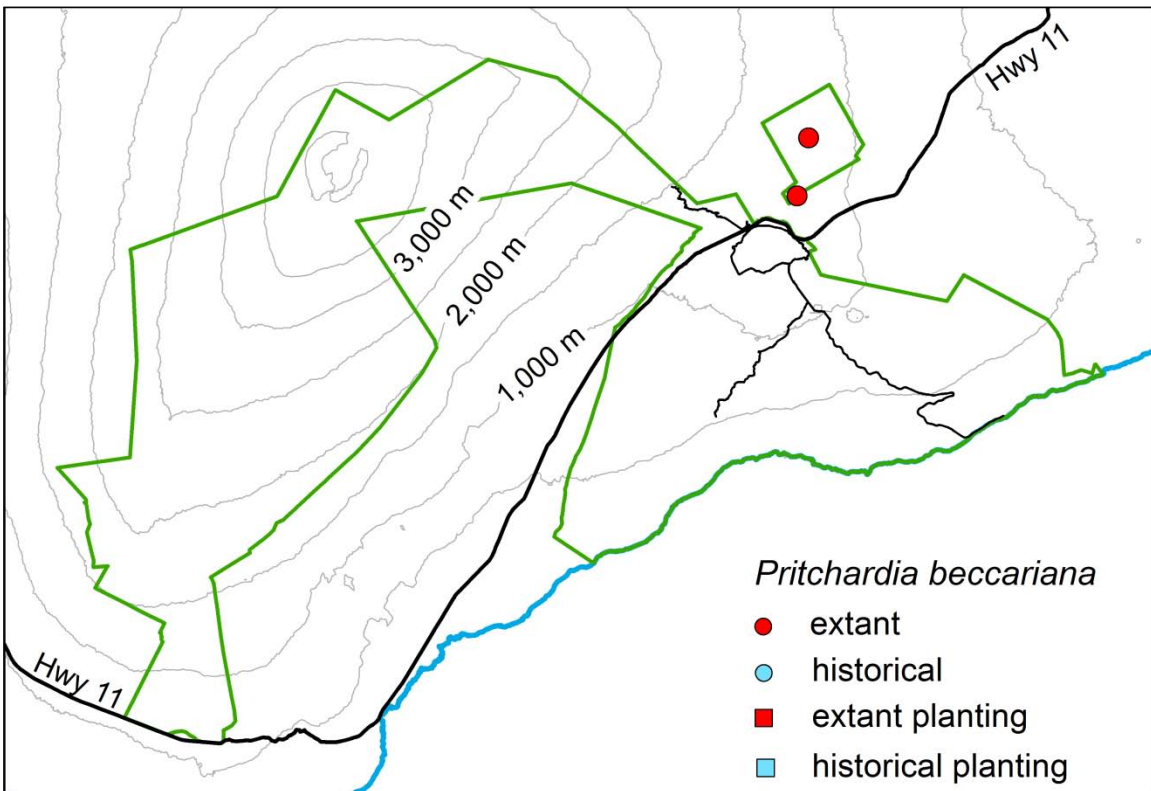 Hwy 11
3,000 m
2,000 m
1,000 m
Hwy 11
Pritchardia beccariana
extant
historical
extant planting
historical planting